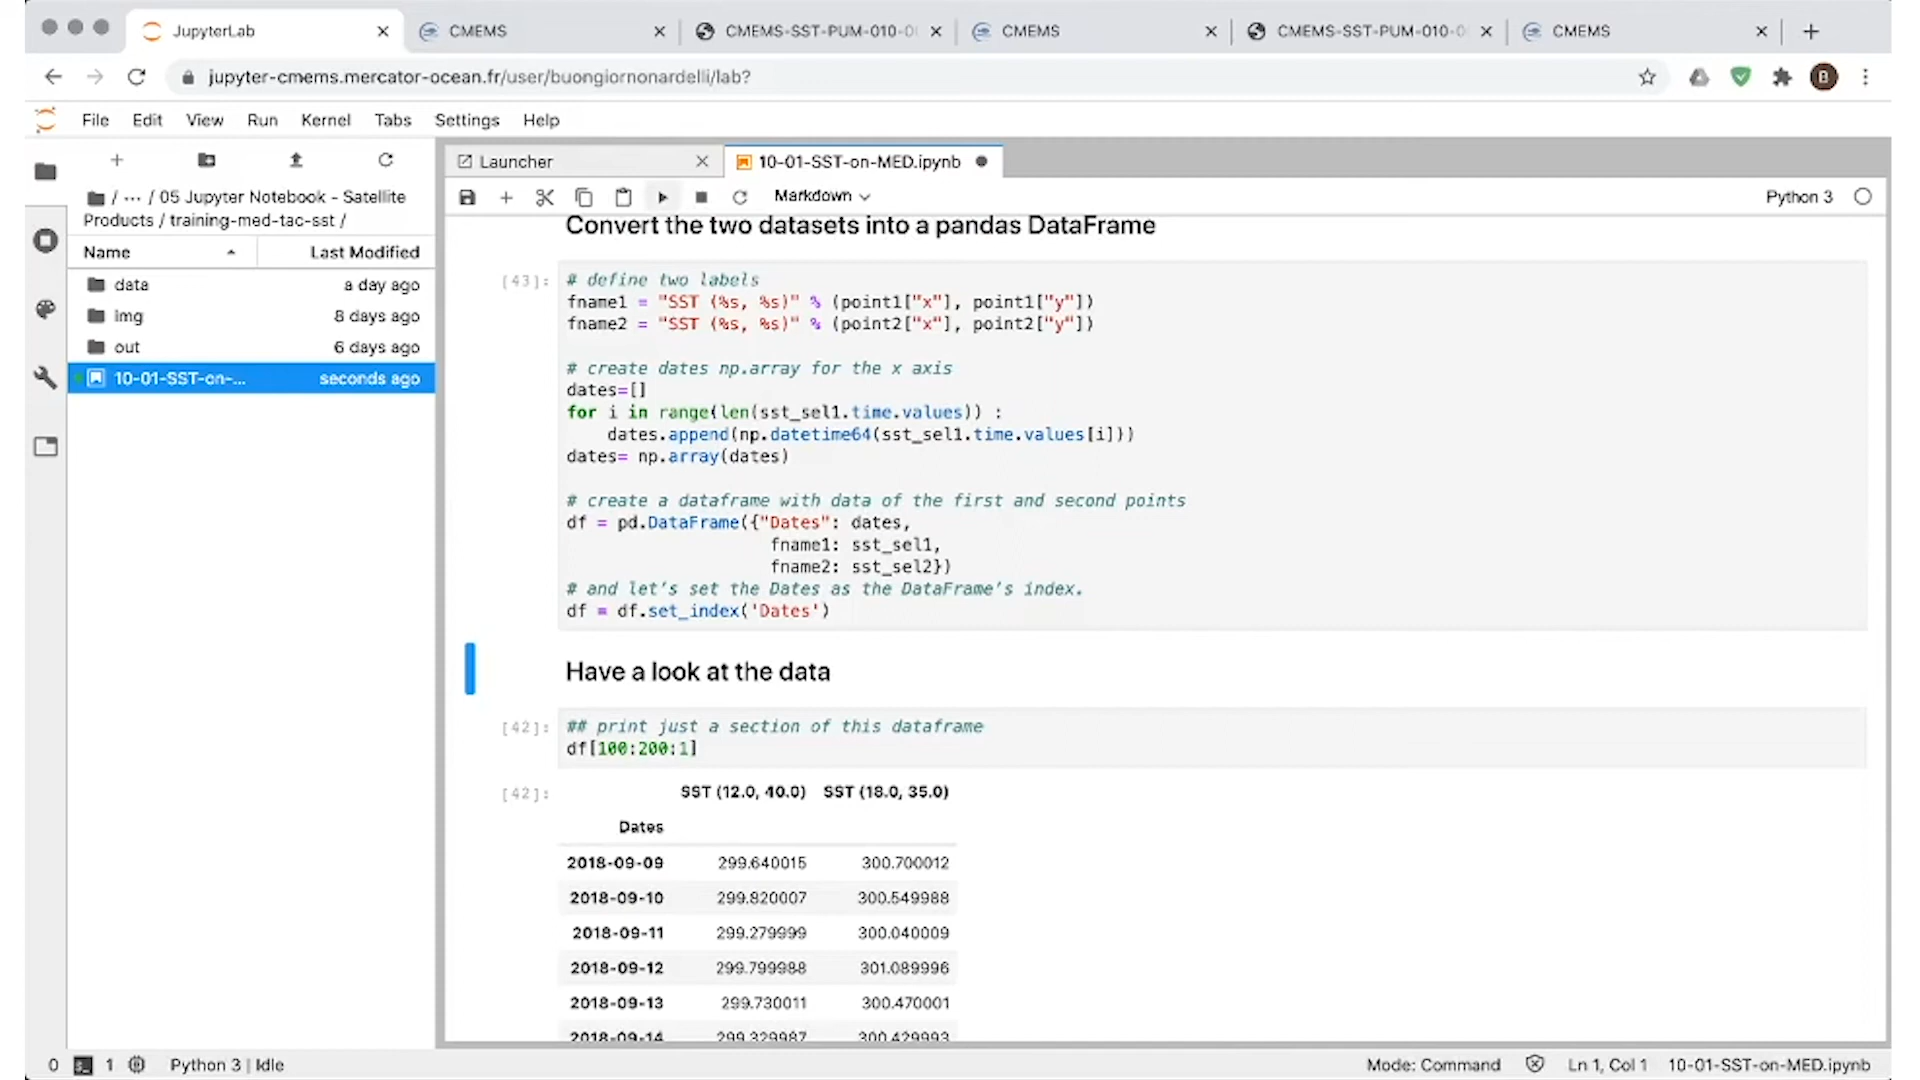 JupyterLab
CMEMS
CMEMS-SST-PUM-010-0
CMEMS
CMEMS-SST-PUM-010-0
CMEMS
jupyter-cmems.mercator-ocean.fr/user/buongiornonardelli/lab?
B
File Edit View Run Kernel Tabs Settings Help
Launcher
10-01-SST-on-MED.ipynb
Markdown
Python 3
/ ··· / 05 Jupyter Notebook - Satellite
Products / training-med-tac-sst /
Name Last Modified
data a day ago
img 8 days ago
out 6 days ago
10-01-SST-on-... seconds ago
Convert the two datasets into a pandas DataFrame
[43]:
# define two labels
fname1 = "SST (%s, %s)" % (point1["x"], point1["y"])
fname2 = "SST (%s, %s)" % (point2["x"], point2["y"])
# create dates np.array for the x axis
dates=[]
for i in range(len(sst_sel1.time.values)) :
dates.append(np.datetime64(sst_sel1.time.values[i]))
dates= np.array(dates)
# create a dataframe with data of the first and second points
df = pd.DataFrame({"Dates": dates,
fname1: sst_sel1,
fname2: sst_sel2})
# and let's set the Dates as the DataFrame's index.
df = df.set_index('Dates')
Have a look at the data
[42]:
## print just a section of this dataframe
df[100:200:1]
[42]:
SST (12.0, 40.0) SST (18.0, 35.0)
Dates
2018-09-09 299.640015 300.700012
2018-09-10 299.820007 300.549988
2018-09-11 299.279999 300.040009
2018-09-12 299.799988 301.089996
2018-09-13 299.730011 300.470001
2018-09-14 299.329987 300.429993
0 1 Python 3 | Idle
Mode: Command Ln 1, Col 1 10-01-SST-on-MED.ipynb